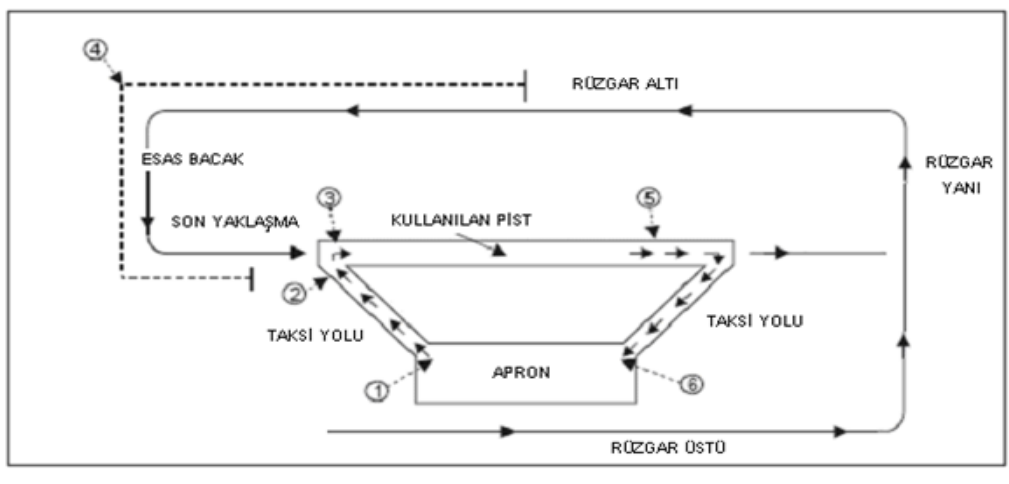 ④
RÜZGAR ALTI
ESAS BACAK
RÜZGAR
YANI
③
⑤
SON YAKLAŞMA
KULLANILAN PİST
②
TAKSİ YOLU
TAKSİ YOLU
①
APRON
⑥
RÜZGAR ÜSTÜ